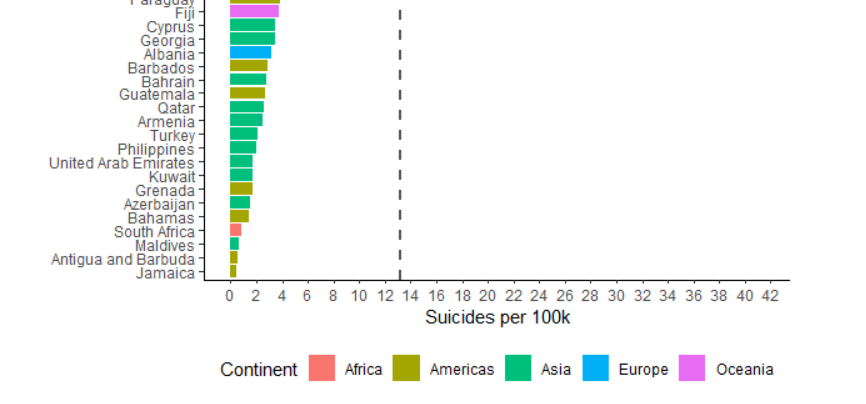 Paraguay
Fiji
Cyprus
Georgia
Albania
Barbados
Bahrain
Guatemala
Qatar
Armenia
Turkey
Philippines
United Arab Emirates
Kuwait
Grenada
Azerbaijan
Bahamas
South Africa
Maldives
Antigua and Barbuda
Jamaica
0 2 4 6 8 10 12 14 16 18 20 22 24 26 28 30 32 34 36 38 40 42
Suicides per 100k
Continent Africa Americas Asia Europe Oceania